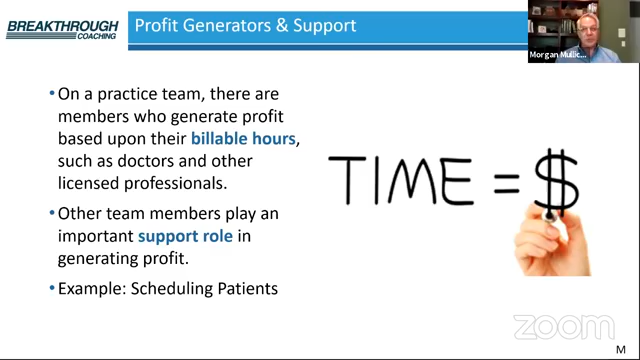 BREAKTHROUGH
COACHING
Profit Generators & Support
• On a practice team, there are
members who generate profit
based upon their billable hours,
such as doctors and other
licensed professionals.
• Other team members play an
important support role in
generating profit.
• Example: Scheduling Patients
TIME = $
Morgan Mullic...
zoom
M